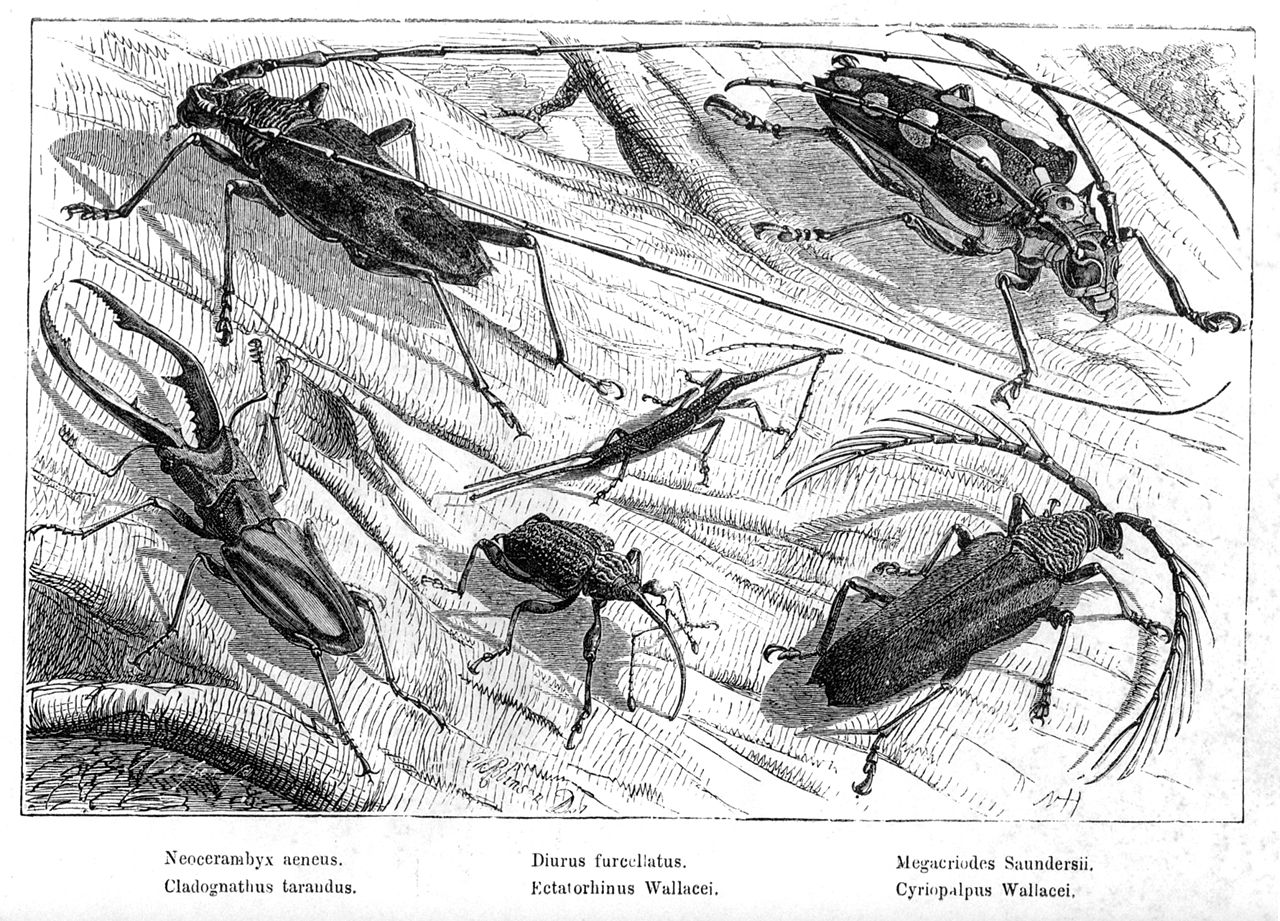 Neocerambyx aeneus.
Cladognathus tarandus.
Diurus furcellatus.
Ectatorhinus Wallacei.
Megacriodes Saundersii.
Cyriopalpus Wallacei.